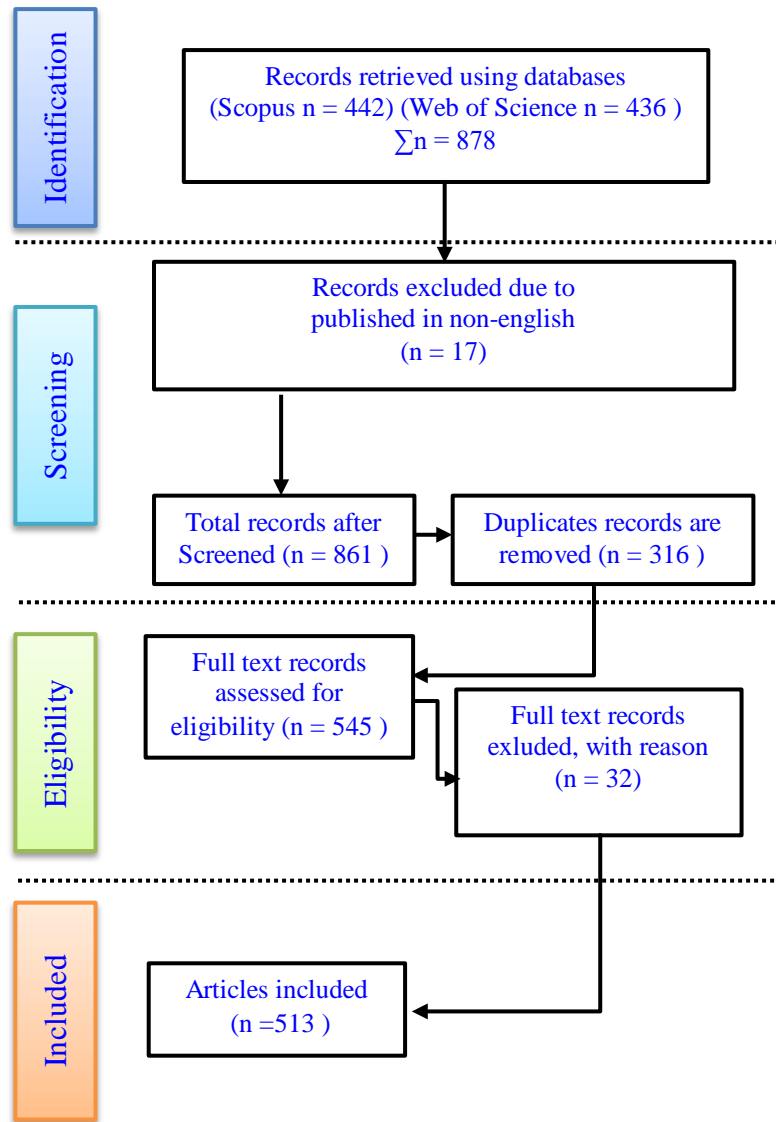 Identification
Records retrieved using databases
(Scopus n = 442) (Web of Science n = 436 )
∑n = 878
Screening
Records excluded due to
published in non-english
(n = 17)
Total records after
Screened (n = 861 )
Duplicates records are
removed (n = 316 )
Eligibility
Full text records
assessed for
eligibility (n = 545 )
Full text records
exluded, with reason
(n = 32)
Included
Articles included
(n =513 )